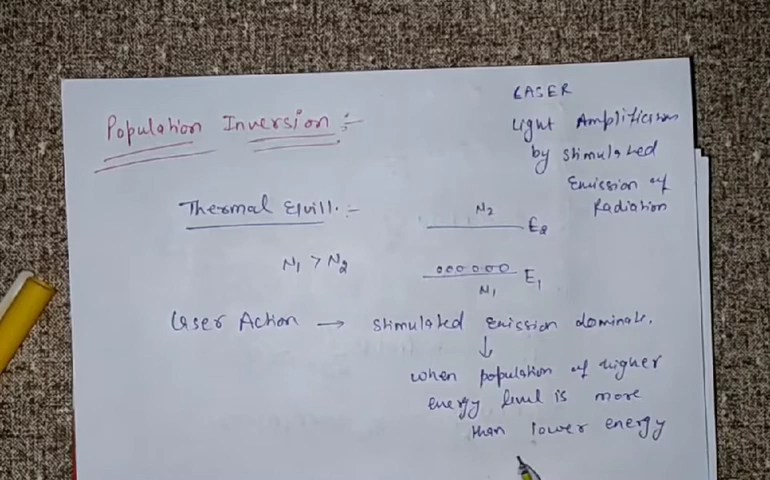 Population Inversion :-
LASER
Light Amplification
by stimulated
Emission of
Radiation
Thermal Equill. :-
N1 > N2
N2
E2
E1
N1
Laser Action → stimulated emission dominate.
↓
when population of higher
energy level is more
than lower energy